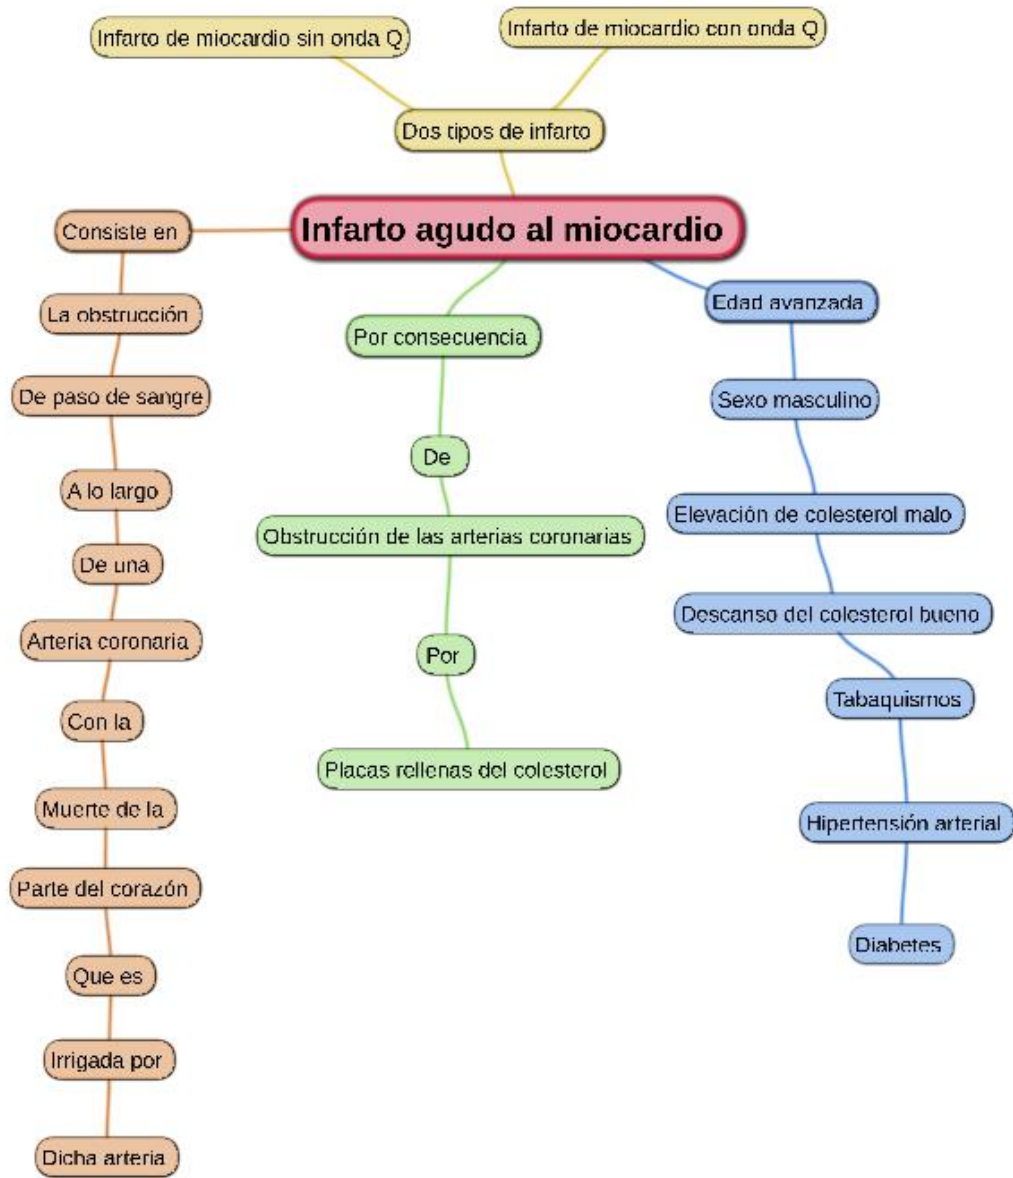 Infarto de miocardio sin onda Q
Infarto de miocardio con onda Q
Dos tipos de infarto
Infarto agudo al miocardio
Consiste en
La obstrucción
De paso de sangre
A lo largo
De una
Arteria coronaria
Con la
Muerte de la
Parte del corazón
Que es
Irrigada por
Dicha arteria
Por consecuencia
De
Obstrucción de las arterias coronarias
Por
Placas rellenas del colesterol
Edad avanzada
Sexo masculino
Elevación de colesterol malo
Descanso del colesterol bueno
Tabaquismos
Hipertensión arterial
Diabetes